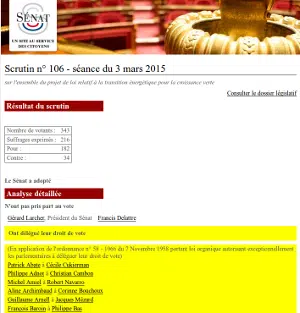 SÉNAT
UN SITE AU SERVICE
DES CITOYENS
Scrutin n° 106 - séance du 3 mars 2015
sur l'ensemble du projet de loi relatif à la transition énergétique pour la croissance verte
Consulter le dossier législatif
Résultat du scrutin
Nombre de votants : 343
Suffrages exprimés : 216
Pour : 182
Contre : 34
Le Sénat a adopté
Analyse détaillée
N'ont pas pris part au vote
Gérard Larcher, Président du Sénat Francis Delattre
Ont délégué leur droit de vote
(En application de l'ordonnance n° 58 - 1066 du 7 Novembre 1958 portant loi organique autorisant exceptionnellement
les parlementaires à déléguer leur droit de vote)
Patrick Abate à Cécile Cukierman
Philippe Adnot à Christian Cambon
Michel Amiel à Robert Navarro
Aline Archimbaud à Corinne Bouchoux
Guillaume Arnell à Jacques Mézard
François Baroin à Philippe Bas